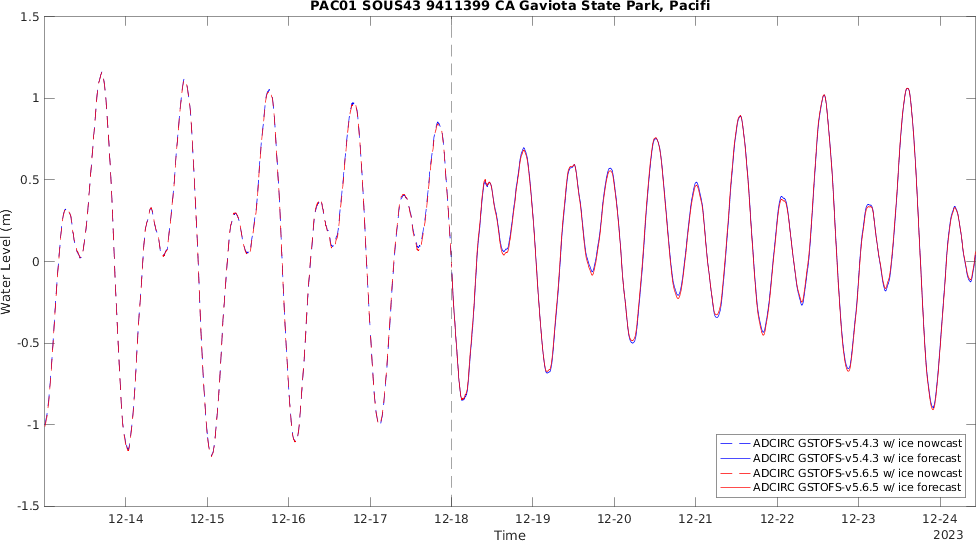 PAC01 SOUS43 9411399 CA Gaviota State Park, Pacifi
1.5
1
0.5
0
-0.5
-1
-1.5
Water Level (m)
12-14 12-15 12-16 12-17 12-18 12-19 12-20 12-21 12-22 12-23 12-24
Time
2023
ADCIRC GSTOFS-v5.4.3 w/ ice nowcast
ADCIRC GSTOFS-v5.4.3 w/ ice forecast
ADCIRC GSTOFS-v5.6.5 w/ ice nowcast
ADCIRC GSTOFS-v5.6.5 w/ ice forecast